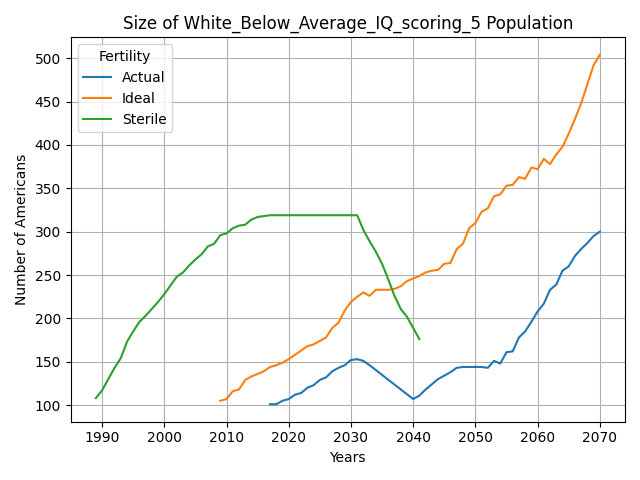 Size of White_Below_Average_IQ_scoring_5 Population
Number of Americans
500
450
400
350
300
250
200
150
100
Fertility
Actual
Ideal
Sterile
1990 2000 2010 2020 2030 2040 2050 2060 2070
Years